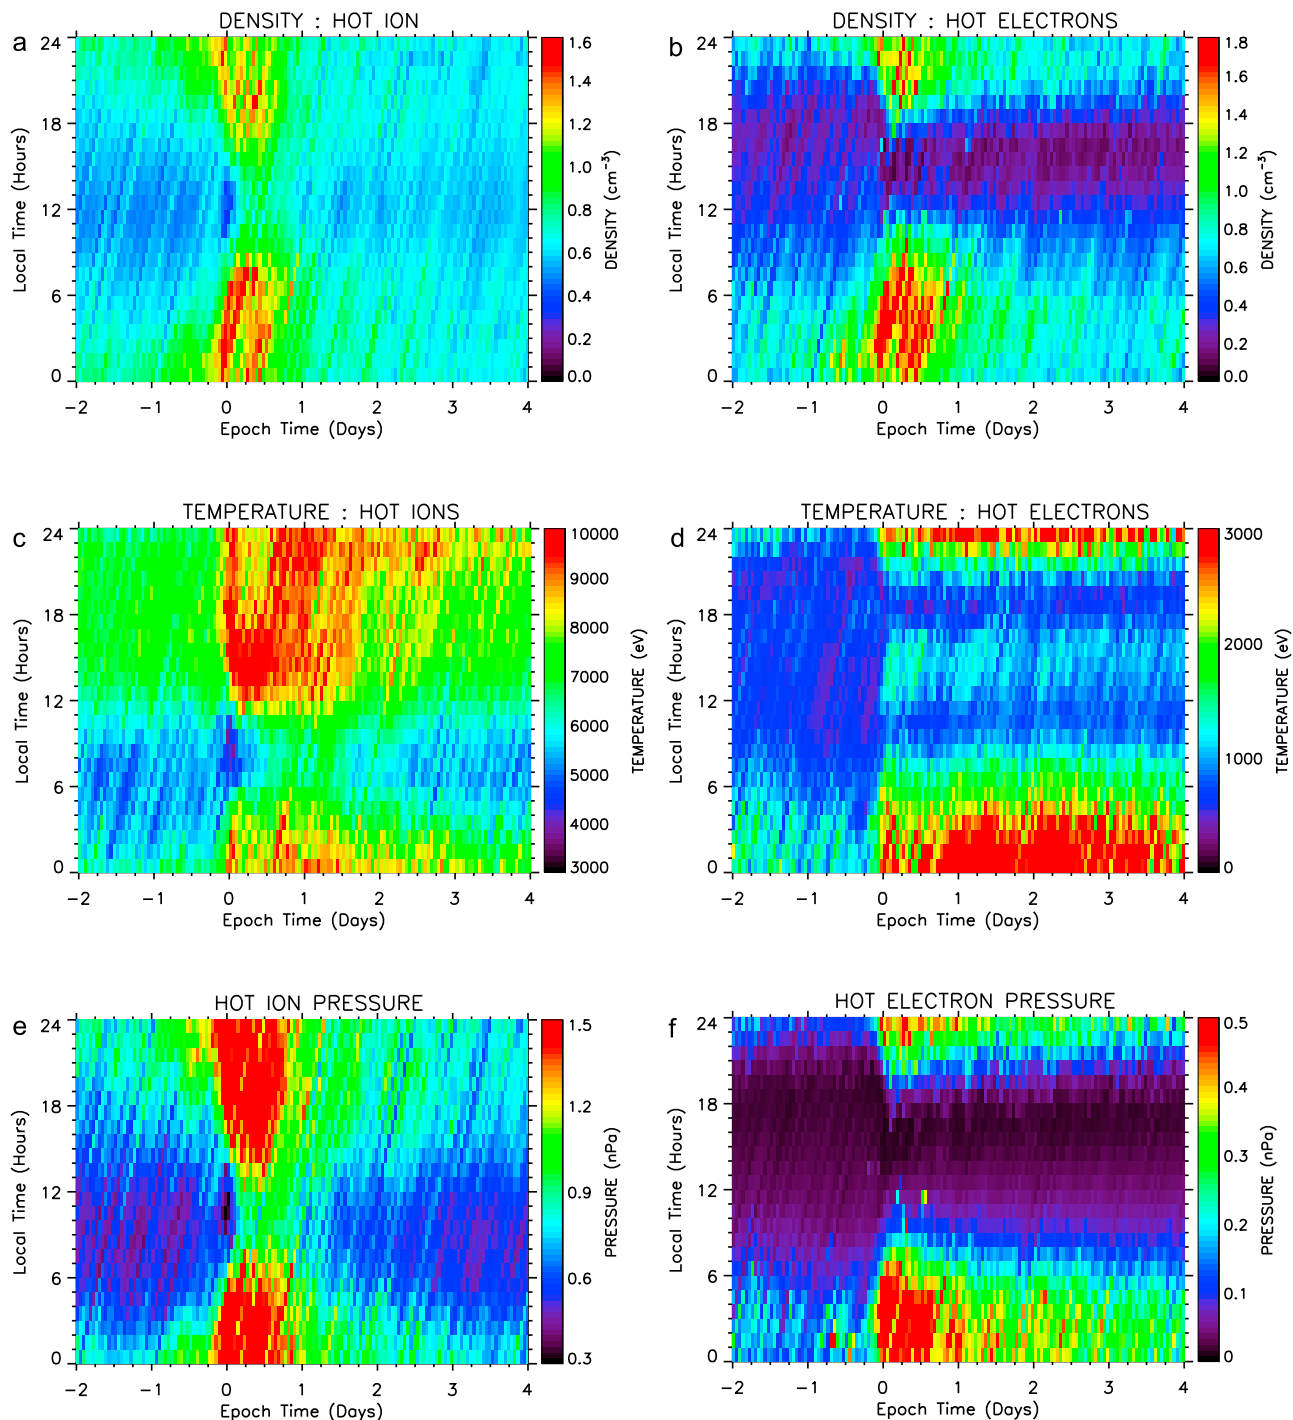 DENSITY : HOT ION
a
24
18
12
6
0
Local Time (Hours)
-2 -1 0 1 2 3 4
Epoch Time (Days)
1.6
1.4
1.2
1.0
0.8
0.6
0.4
0.2
0.0
DENSITY (cm⁻³)
DENSITY : HOT ELECTRONS
b
24
18
12
6
0
Local Time (Hours)
-2 -1 0 1 2 3 4
Epoch Time (Days)
1.8
1.6
1.4
1.2
1.0
0.8
0.6
0.4
0.2
0.0
DENSITY (cm⁻³)
TEMPERATURE : HOT IONS
c
24
18
12
6
0
Local Time (Hours)
-2 -1 0 1 2 3 4
Epoch Time (Days)
10000
9000
8000
7000
6000
5000
4000
3000
TEMPERATURE (eV)
TEMPERATURE : HOT ELECTRONS
d
24
18
12
6
0
Local Time (Hours)
-2 -1 0 1 2 3 4
Epoch Time (Days)
3000
2000
1000
0
TEMPERATURE (eV)
HOT ION PRESSURE
e
24
18
12
6
0
Local Time (Hours)
-2 -1 0 1 2 3 4
Epoch Time (Days)
1.5
1.2
0.9
0.6
0.3
PRESSURE (nPa)
HOT ELECTRON PRESSURE
f
24
18
12
6
0
Local Time (Hours)
-2 -1 0 1 2 3 4
Epoch Time (Days)
0.5
0.4
0.3
0.2
0.1
0
PRESSURE (nPa)